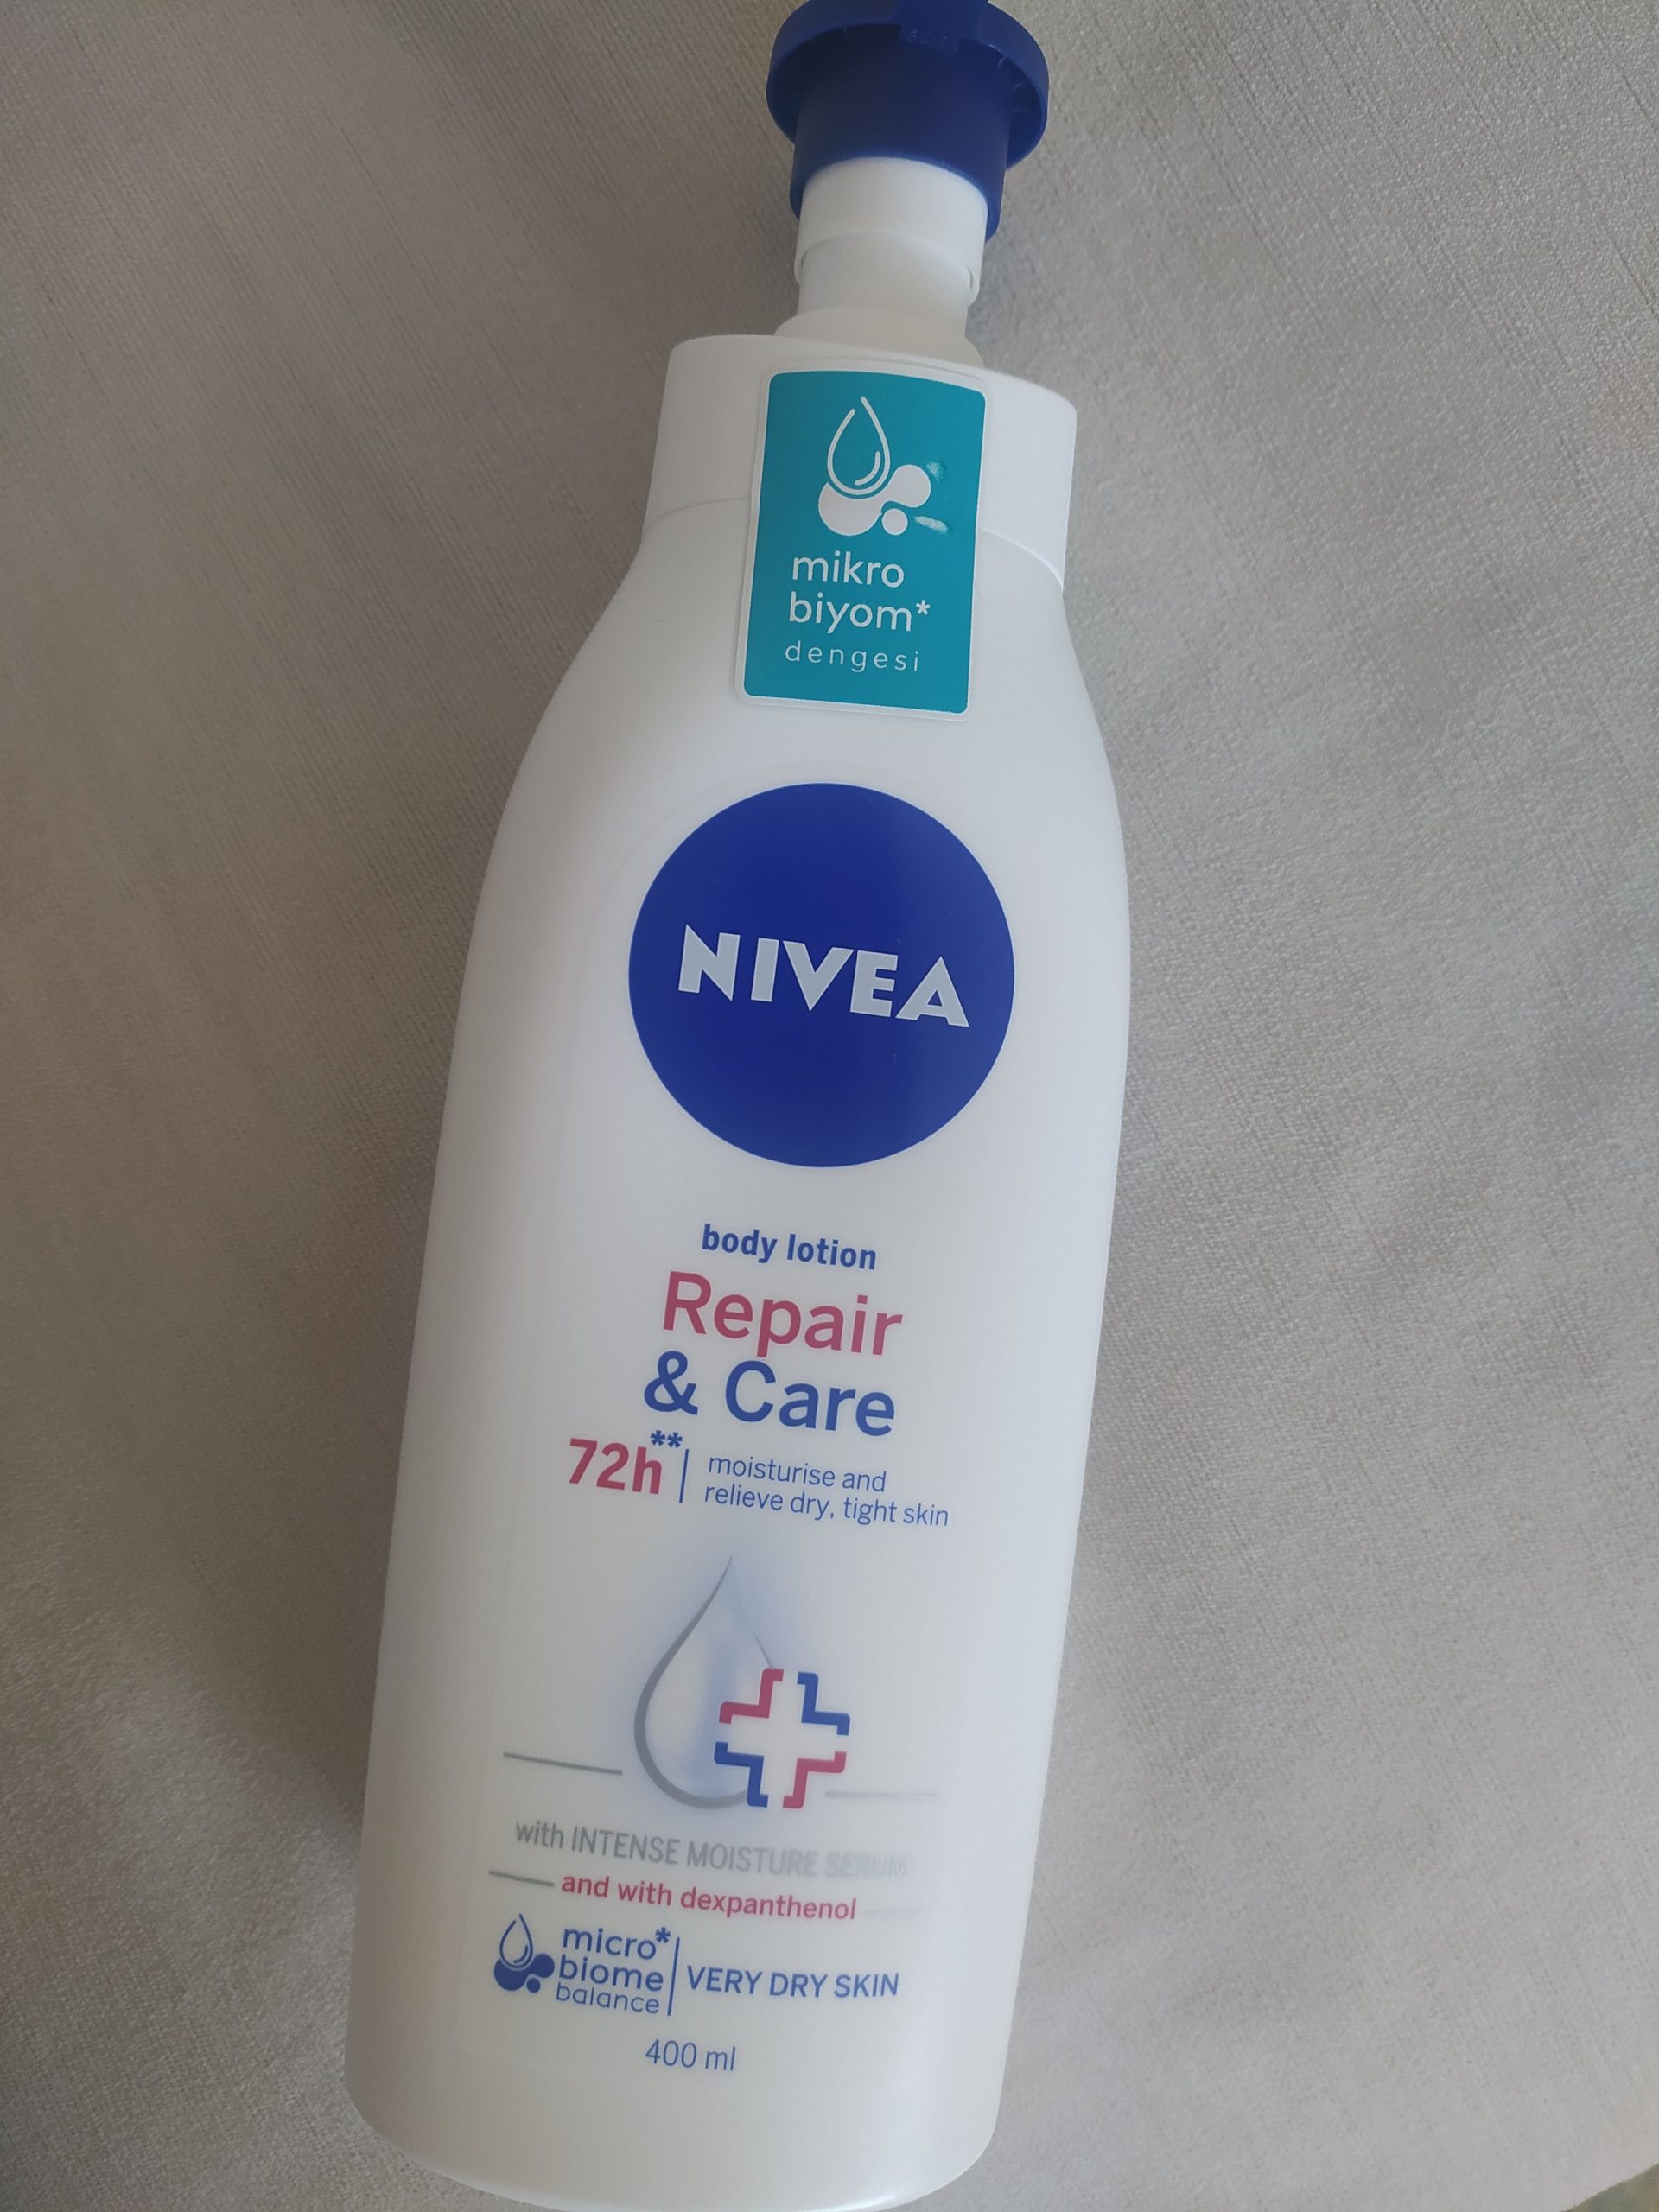 mikro
biyom*
dengesi
NIVEA
body lotion
Repair
& Care
72h**
moisturise and
relieve dry, tight skin
with INTENSE MOISTURE SERUM
and with dexpanthenol
micro*
biome
balance
VERY DRY SKIN
400 ml